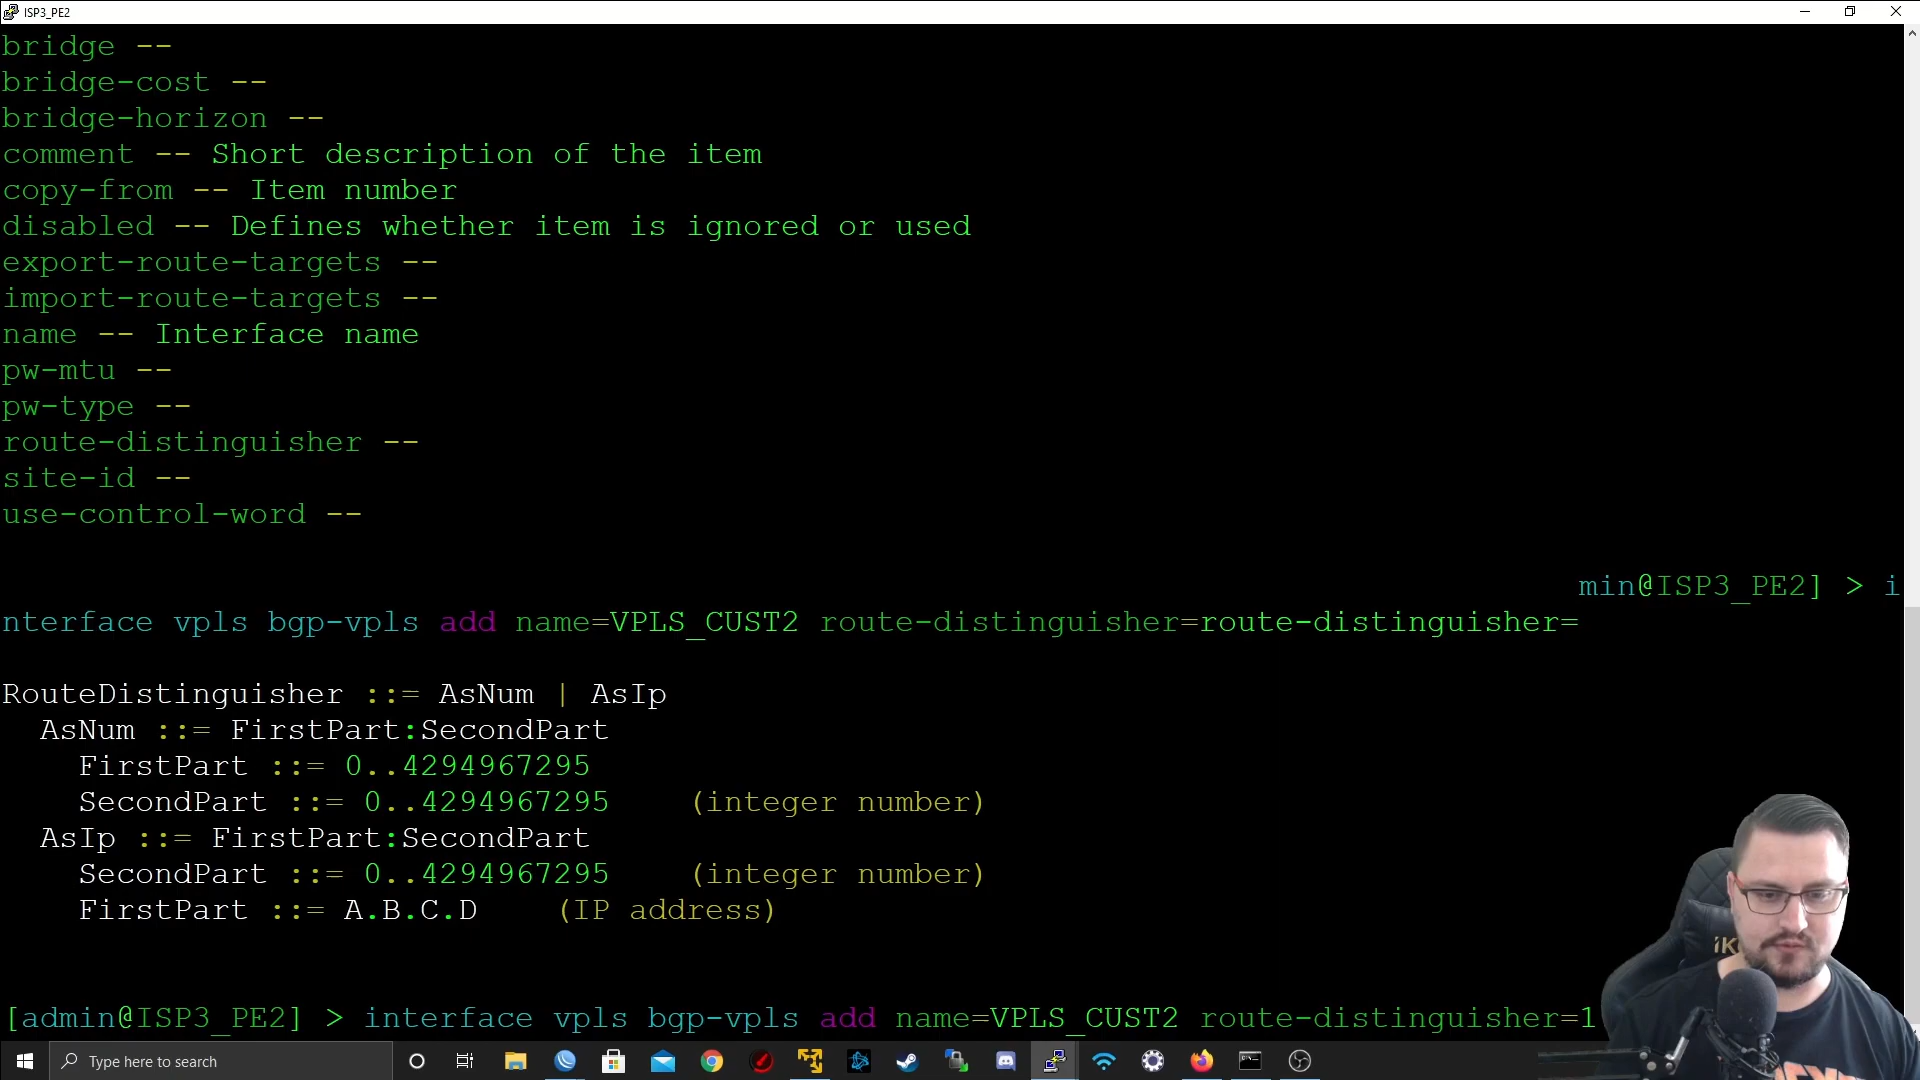 ISP3_PE2
bridge --
bridge-cost --
bridge-horizon --
comment -- Short description of the item
copy-from -- Item number
disabled -- Defines whether item is ignored or used
export-route-targets --
import-route-targets --
name -- Interface name
pw-mtu --
pw-type --
route-distinguisher --
site-id --
use-control-word --
min@ISP3_PE2] > i
nterface vpls bgp-vpls add name=VPLS_CUST2 route-distinguisher=route-distinguisher=
RouteDistinguisher ::= AsNum | AsIp
AsNum ::= FirstPart:SecondPart
FirstPart ::= 0..4294967295
SecondPart ::= 0..4294967295 (integer number)
AsIp ::= FirstPart:SecondPart
SecondPart ::= 0..4294967295 (integer number)
FirstPart ::= A.B.C.D (IP address)
[admin@ISP3_PE2] > interface vpls bgp-vpls add name=VPLS_CUST2 route-distinguisher=1
Type here to search